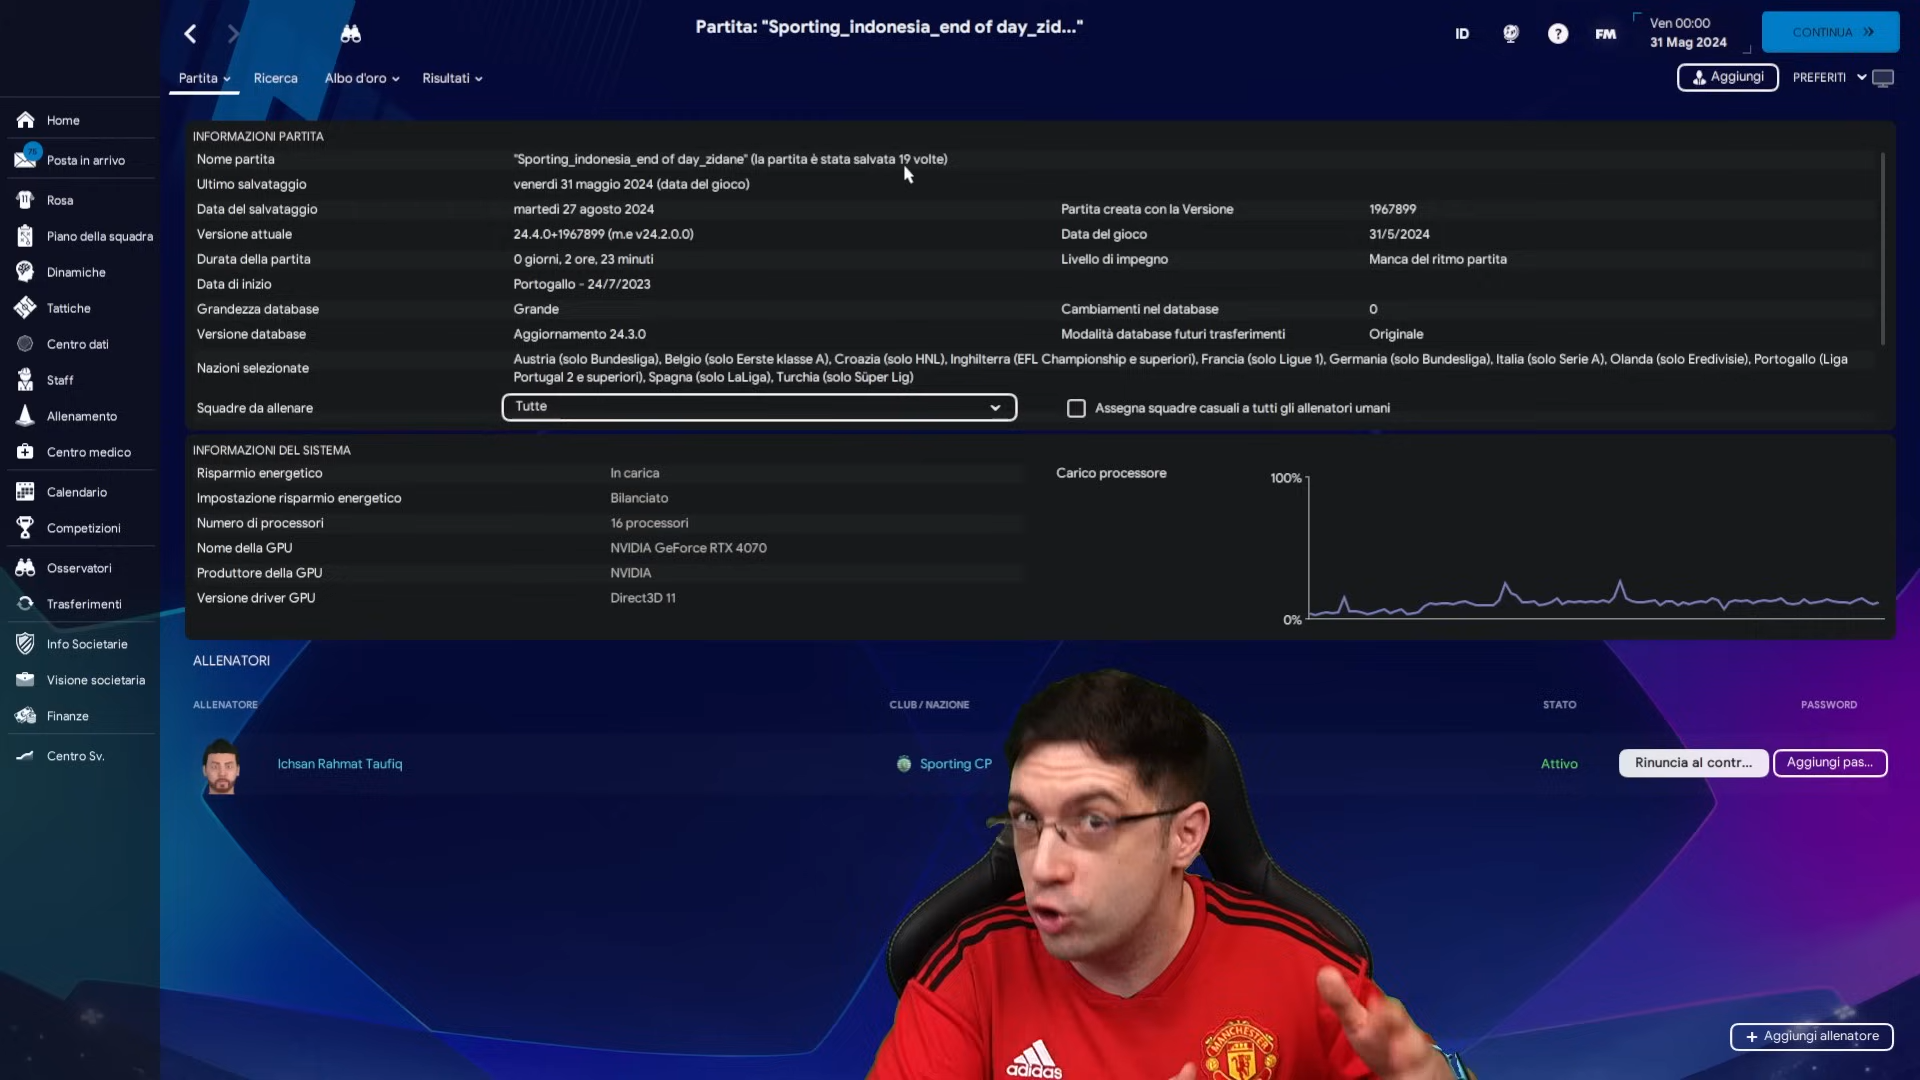 Partita: "Sporting_indonesia_end of day_zid..."
ID
FM
Ven 00:00
31 Mag 2024
CONTINUA
Partita
Ricerca
Albo d'oro
Risultati
Aggiungi
PREFERITI
Home
75
Posta in arrivo
Rosa
Piano della squadra
Dinamiche
Tattiche
Centro dati
Staff
Allenamento
Centro medico
Calendario
Competizioni
Osservatori
Trasferimenti
Info Societarie
Visione societaria
Finanze
Centro Sv.
INFORMAZIONI PARTITA
Nome partita "Sporting_indonesia_end of day_zidane" (la partita è stata salvata 19 volte)
Ultimo salvataggio venerdì 31 maggio 2024 (data del gioco)
Data del salvataggio martedì 27 agosto 2024 Partita creata con la Versione 1967899
Versione attuale 24.4.0+1967899 (m.e v24.2.0.0) Data del gioco 31/5/2024
Durata della partita 0 giorni, 2 ore, 23 minuti Livello di impegno Manca del ritmo partita
Data di inizio Portogallo - 24/7/2023
Grandezza database Grande Cambiamenti nel database 0
Versione database Aggiornamento 24.3.0 Modalità database futuri trasferimenti Originale
Nazioni selezionate Austria (solo Bundesliga), Belgio (solo Eerste klasse A), Croazia (solo HNL), Inghilterra (EFL Championship e superiori), Francia (solo Ligue 1), Germania (solo Bundesliga), Italia (solo Serie A), Olanda (solo Eredivisie), Portogallo (Liga
Portugal 2 e superiori), Spagna (solo LaLiga), Turchia (solo Süper Lig)
Squadre da allenare Tutte Assegna squadre casuali a tutti gli allenatori umani
INFORMAZIONI DEL SISTEMA
Risparmio energetico In carica Carico processore
Impostazione risparmio energetico Bilanciato
Numero di processori 16 processori
Nome della GPU NVIDIA GeForce RTX 4070
Produttore della GPU NVIDIA
Versione driver GPU Direct3D 11
100%
0%
ALLENATORI
ALLENATORE CLUB / NAZIONE STATO PASSWORD
Ichsan Rahmat Taufiq Sporting CP Attivo Rinuncia al contr... Aggiungi pas...
Aggiungi allenatore
adidas
MANCHESTER